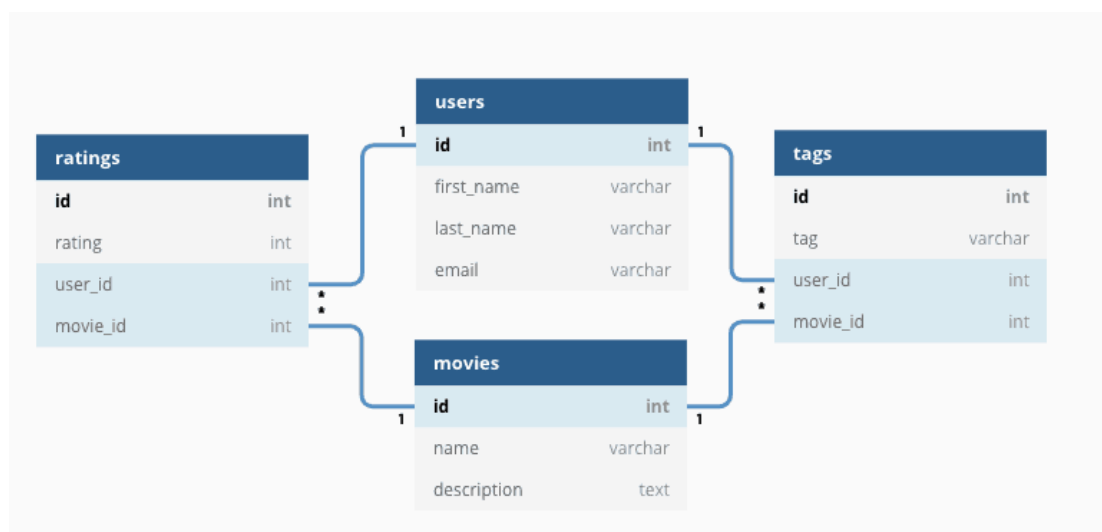 ratings
id int
rating int
user_id int
movie_id int
users
id int
first_name varchar
last_name varchar
email varchar
movies
id int
name varchar
description text
tags
id int
tag varchar
user_id int
movie_id int
1
1
*
*
*
*
1
1